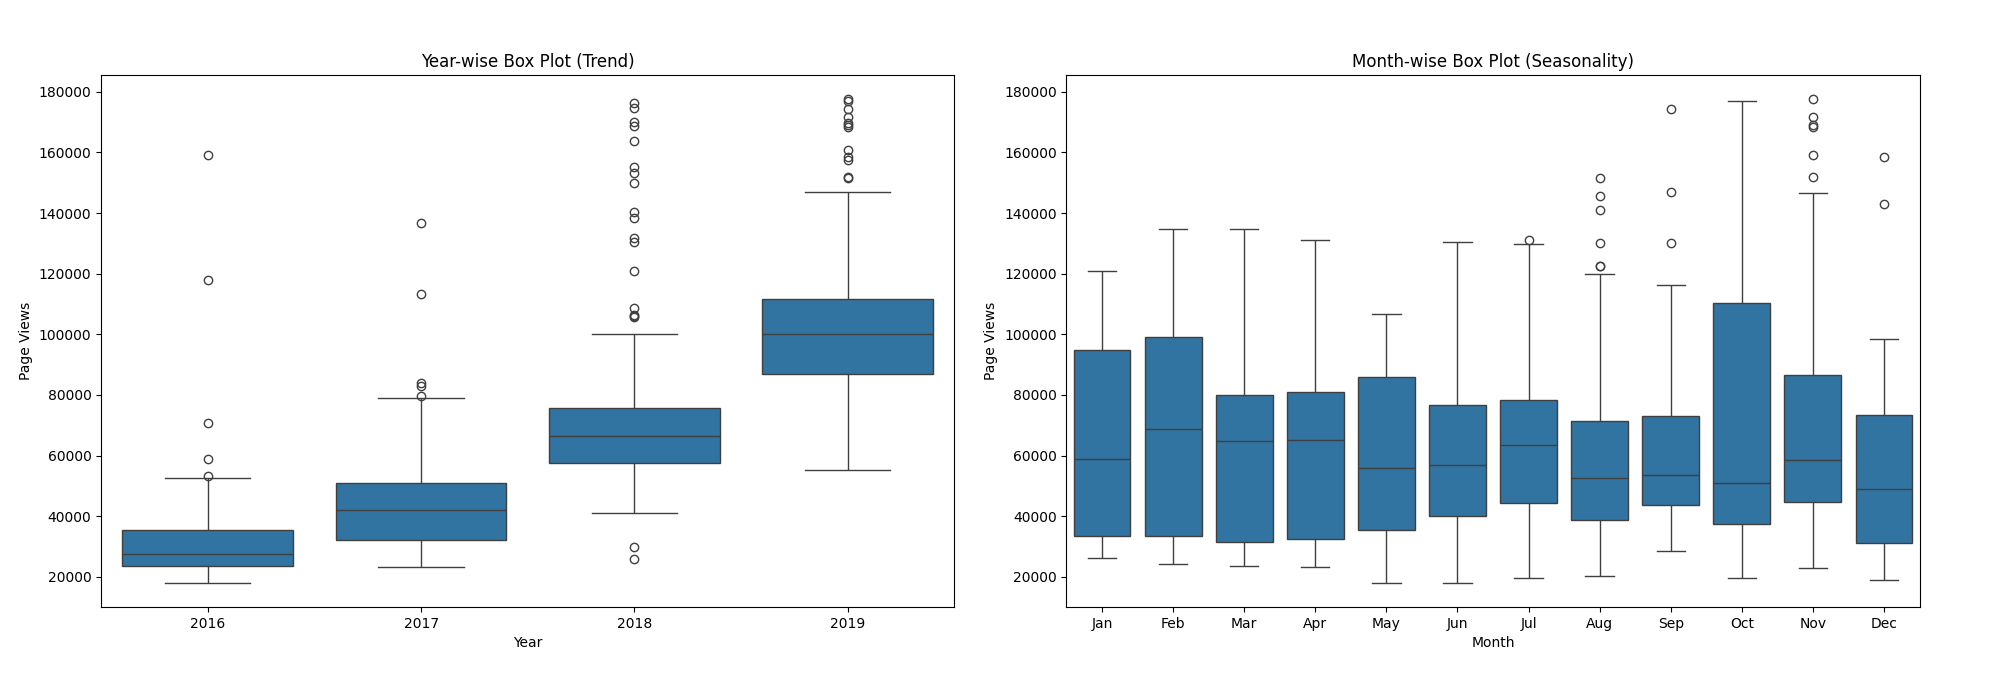 Year-wise Box Plot (Trend)
180000
160000
140000
120000
100000
80000
60000
40000
20000
Page Views
2016 2017 2018 2019
Year
Month-wise Box Plot (Seasonality)
180000
160000
140000
120000
100000
80000
60000
40000
20000
Page Views
Jan Feb Mar Apr May Jun Jul Aug Sep Oct Nov Dec
Month